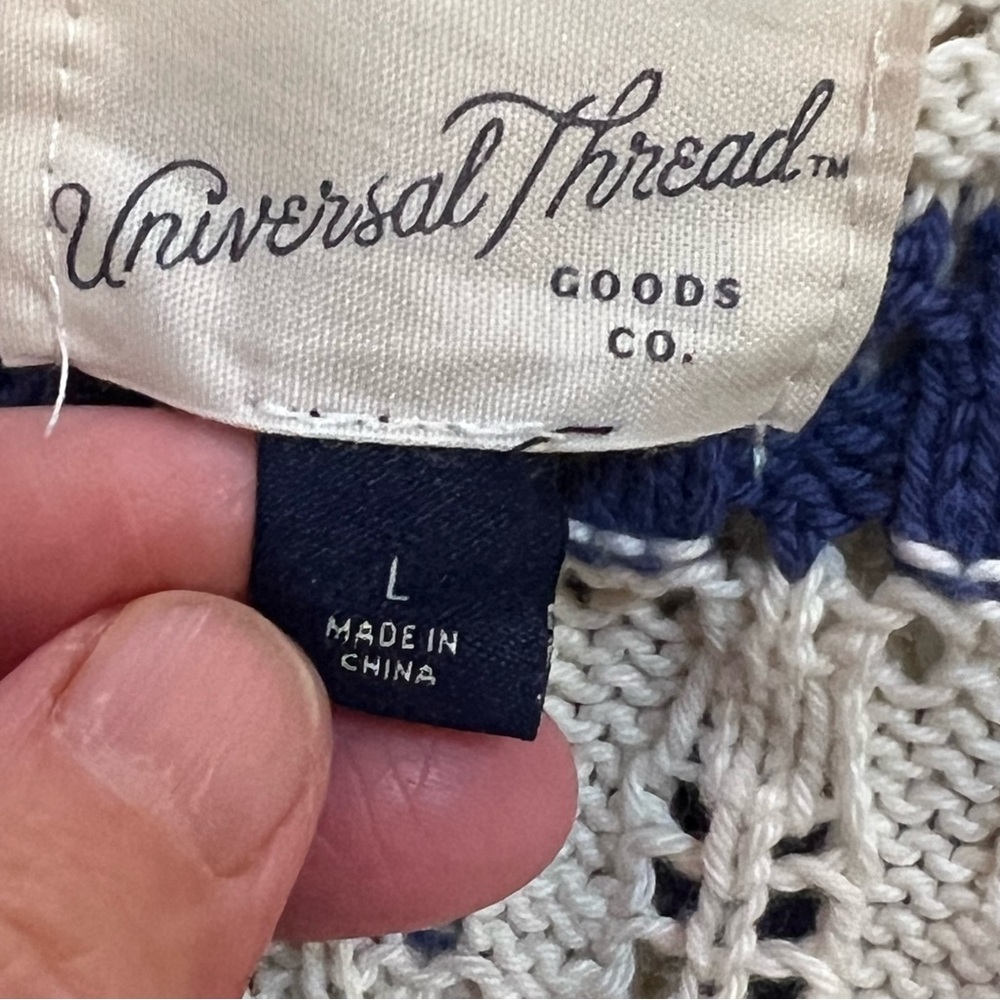 Universal Thread™
GOODS
CO.
L
MADE IN
CHINA